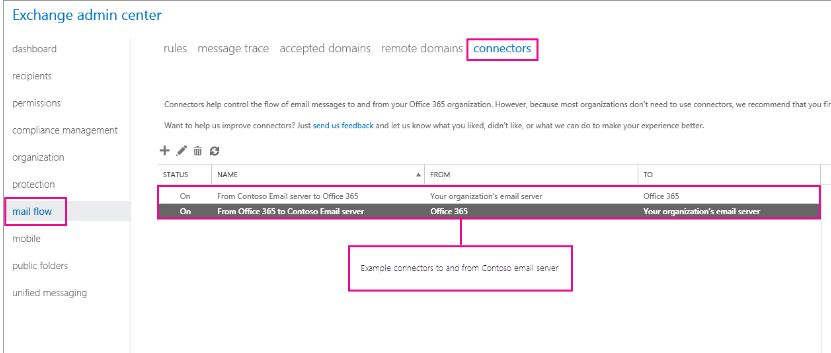 Exchange admin center
dashboard
recipients
permissions
compliance management
organization
protection
mail flow
mobile
public folders
unified messaging
rules message trace accepted domains remote domains connectors
Connectors help control the flow of email messages to and from your Office 365 organization. However, because most organizations don't need to use connectors, we recommend that you fir
Want to help us improve connectors? Just send us feedback and let us know what you liked, didn't like, or what we can do to make your experience better.
STATUS NAME FROM TO
On From Contoso Email server to Office 365 Your organization's email server Office 365
On From Office 365 to Contoso Email server Office 365 Your organization's email server
Example connectors to and from Contoso email server